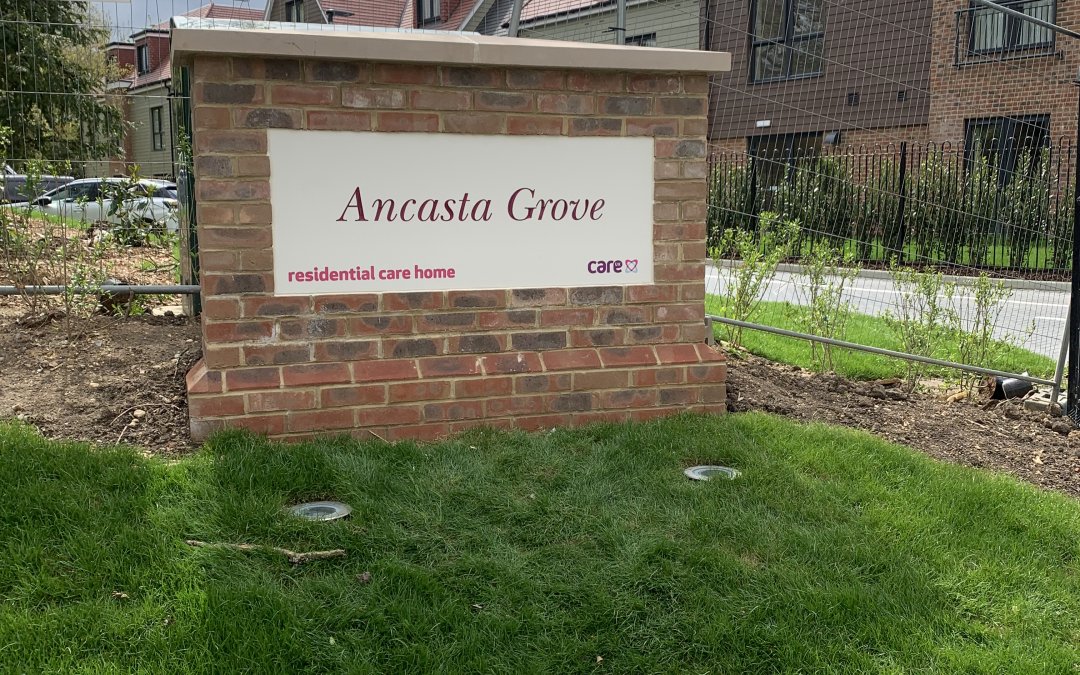 Ancasta Grove
residential care home
care